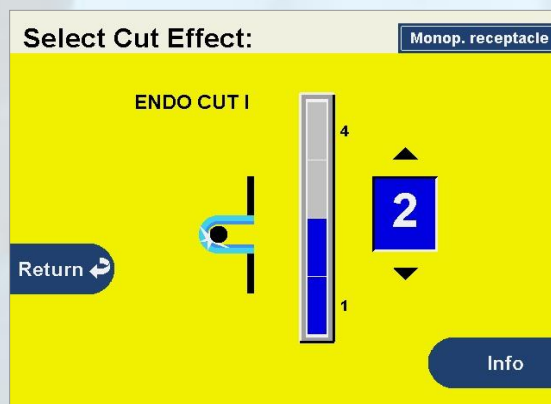 Select Cut Effect:
Monop. receptacle
ENDO CUT I
4
2
Return
1
Info